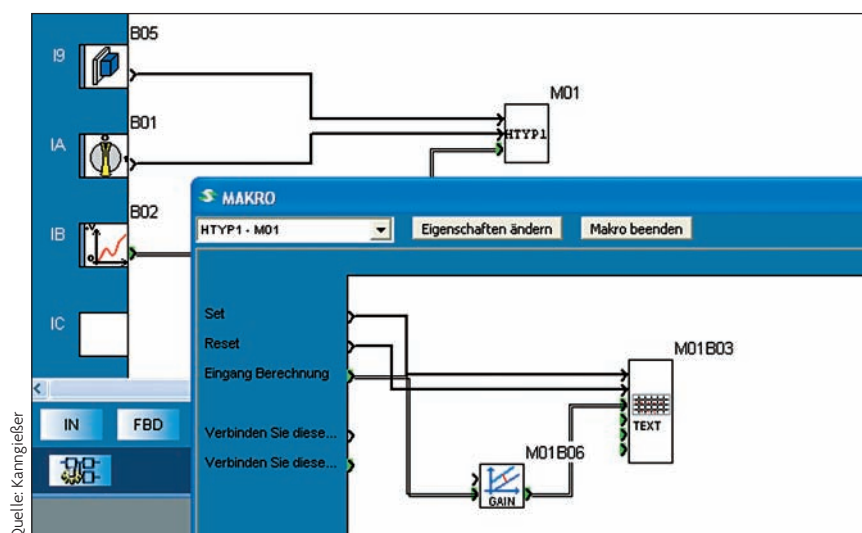 I9
B05
IA
B01
IB
B02
IC
M01
HTYP1
MAKRO
HTYP1 - M01
Eigenschaften ändern
Makro beenden
Set
Reset
Eingang Berechnung
Verbinden Sie diese...
Verbinden Sie diese...
M01B03
TEXT
M01B06
GAIN
IN
FBD
Quelle: Kanngießer